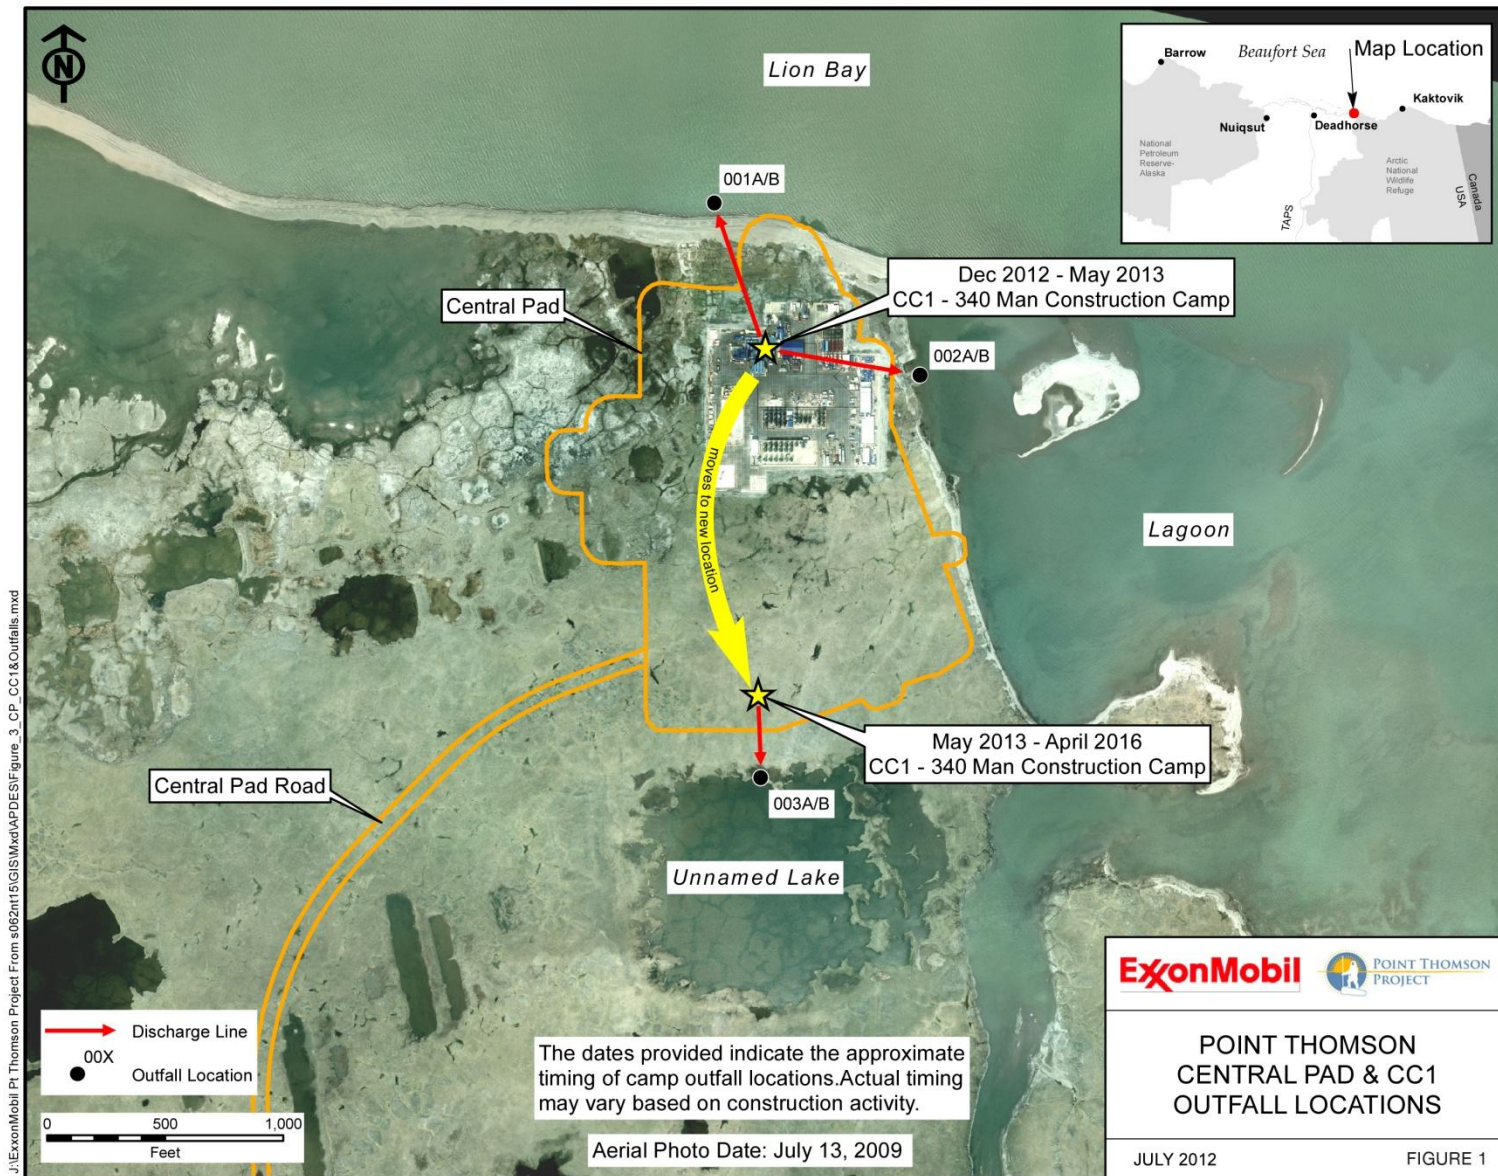 N
Lion Bay
Barrow
Beaufort Sea
Map Location
Kaktovik
Nuiqsut
Deadhorse
National
Petroleum
Reserve-
Alaska
Arctic
National
Wildlife
Refuge
Canada
USA
TAPS
001A/B
Dec 2012 - May 2013
CC1 - 340 Man Construction Camp
Central Pad
002A/B
moves to new location
Lagoon
May 2013 - April 2016
CC1 - 340 Man Construction Camp
Central Pad Road
003A/B
Unnamed Lake
Discharge Line
00X
Outfall Location
0 500 1,000
Feet
The dates provided indicate the approximate
timing of camp outfall locations.Actual timing
may vary based on construction activity.
Aerial Photo Date: July 13, 2009
ExxonMobil
POINT THOMSON
PROJECT
POINT THOMSON
CENTRAL PAD & CC1
OUTFALL LOCATIONS
JULY 2012
FIGURE 1
J:\ExxonMobil Pt Thomson Project From s062nt115\GIS\Mxd\APDES\Figure_3_CP_CC1&Outfalls.mxd